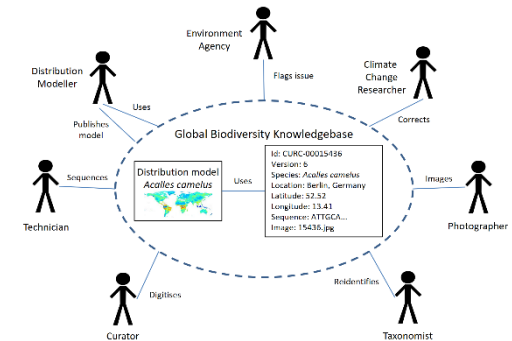 Environment
Agency
Flags issue
Climate
Change
Researcher
Corrects
Distribution
Modeller
Uses
Publishes
model
Global Biodiversity Knowledgebase
Distribution model
Acalles camelus
Uses
Id: CURC-00015436
Version: 6
Species: Acalles camelus
Location: Berlin, Germany
Latitude: 52.52
Longitude: 13.41
Sequence: ATTGCA...
Image: 15436.jpg
Sequences
Technician
Images
Photographer
Digitises
Curator
Reidentifies
Taxonomist